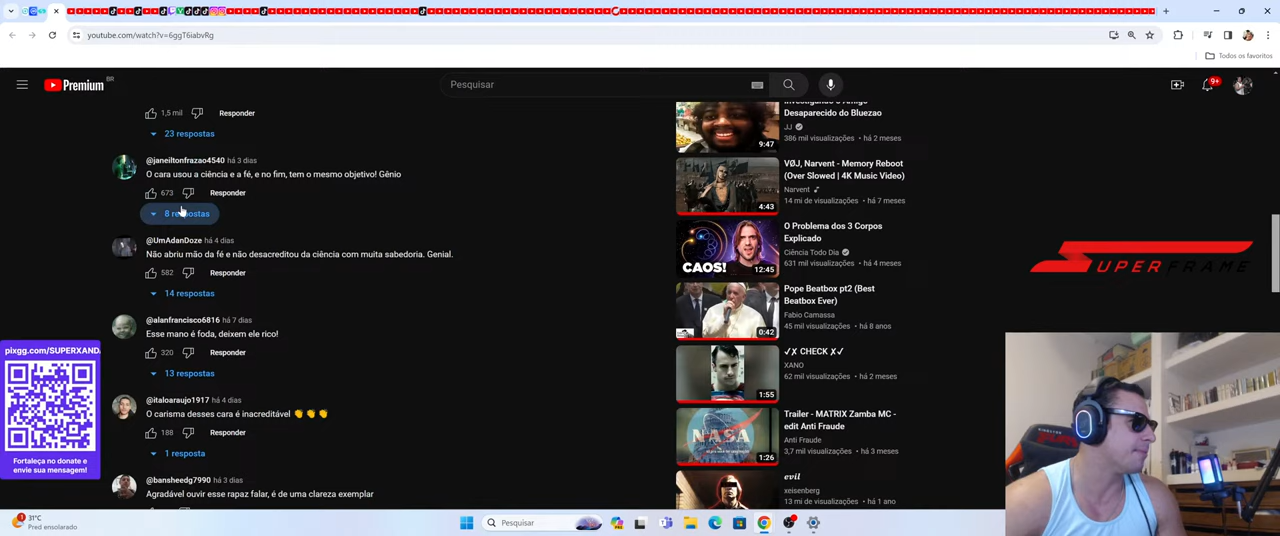 youtube.com/watch?v=6ggT6iabvRg
Todos os favoritos
Premium
BR
Pesquisar
9+
1,5 mil
Responder
23 respostas
@janeiltonfrazao4540 há 3 dias
O cara usou a ciência e a fé, e no fim, tem o mesmo objetivo! Gênio
673
Responder
8 respostas
@UmAdanDoze há 4 dias
Não abriu mão da fé e não desacreditou da ciência com muita sabedoria. Genial.
582
Responder
14 respostas
@alanfrancisco6816 há 7 dias
Esse mano é foda, deixem ele rico!
320
Responder
13 respostas
@italoaraujo1917 há 4 dias
O carisma desses cara é inacreditável 👏👏👏
188
Responder
1 resposta
@bansheedg7990 há 3 dias
Agradável ouvir esse rapaz falar, é de uma clareza exemplar
Investigando o Amigo
Desaparecido do Bluezao
JJ
386 mil visualizações • há 2 meses
9:47
VØJ, Narvent - Memory Reboot
(Over Slowed | 4K Music Video)
Narvent
14 mi de visualizações • há 7 meses
4:43
O Problema dos 3 Corpos
Explicado
Ciência Todo Dia
631 mil visualizações • há 4 meses
CAOS!
12:45
Pope Beatbox pt2 (Best
Beatbox Ever)
Fabio Camassa
45 mil visualizações • há 8 anos
0:42
✓✗ CHECK ✗✓
XANO
62 mil visualizações • há 2 meses
1:55
Trailer - MATRIX Zamba MC -
edit Anti Fraude
Anti Fraude
3,7 mil visualizações • há 3 meses
1:26
evil
xeisenberg
13 mi de visualizações • há 1 ano
SUPERFRAME
pixgg.com/SUPERXAND
Fortaleça no donate e
envie sua mensagem!
31°C
Pred ensolarado
Pesquisar